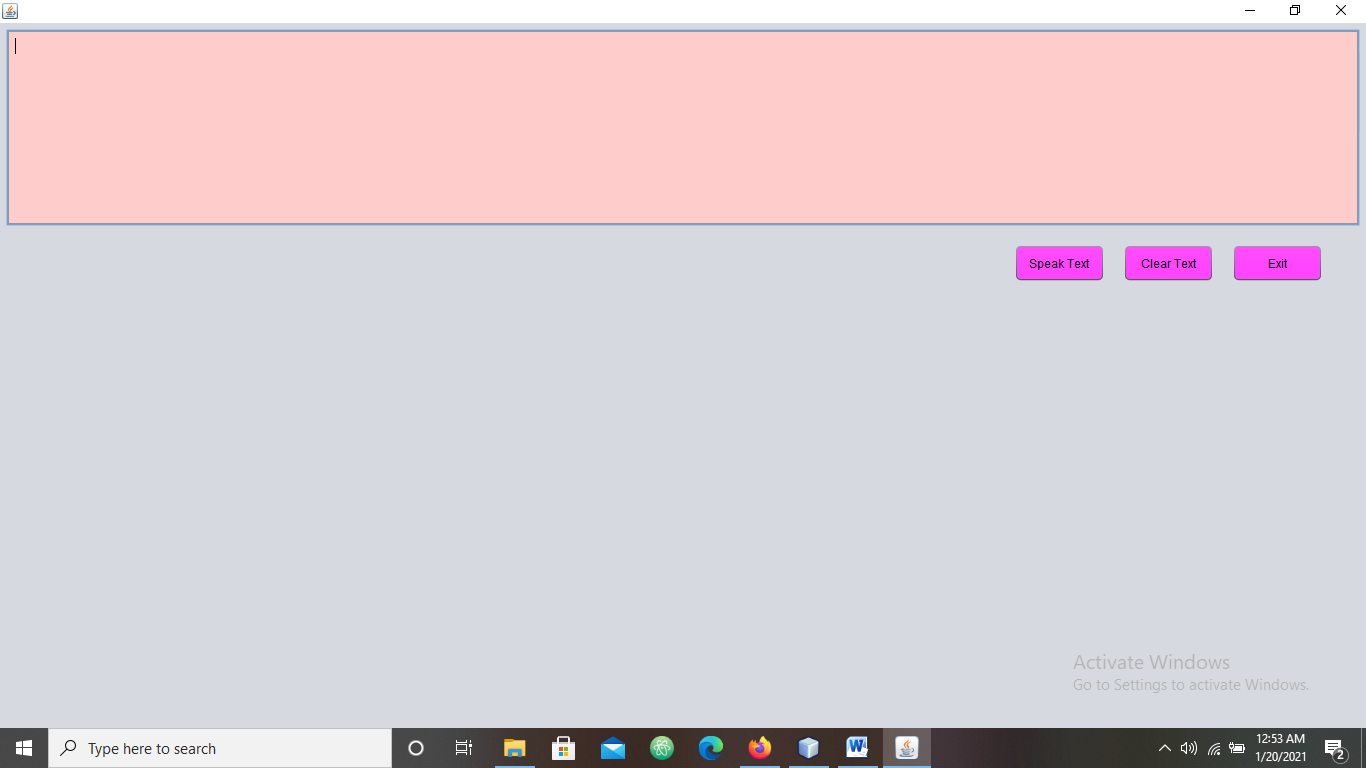 Speak Text Clear Text Exit
Activate Windows
Go to Settings to activate Windows.
Type here to search
W
12:53 AM
1/20/2021
2